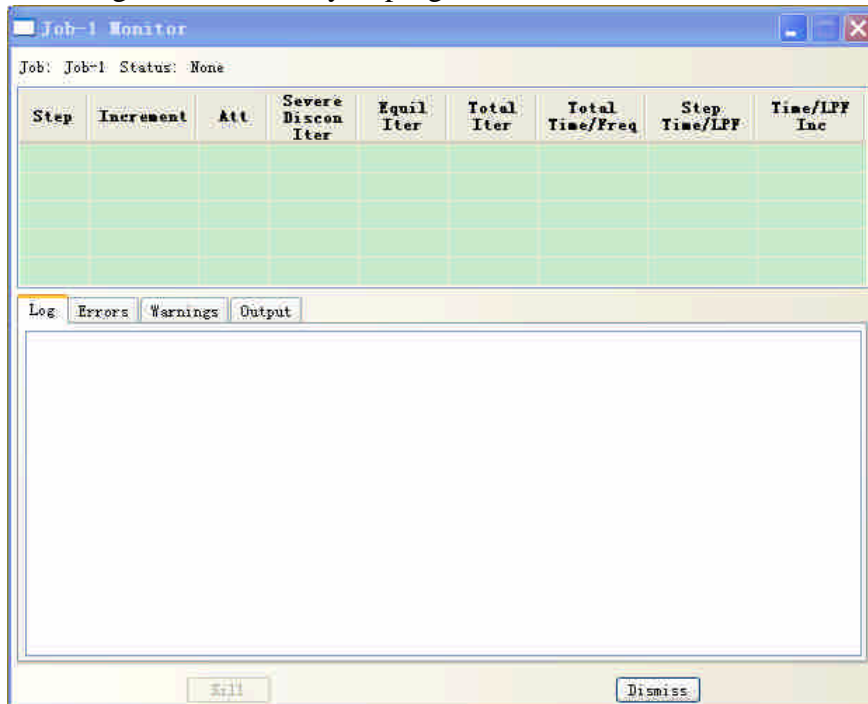 Job-1 Monitor
Job: Job-1 Status: None
Step Increment Att Severe Discon Iter Equil Iter Total Iter Total Time/Freq Step Time/LPF Time/LPF Inc
Log Errors Warnings Output
Kill Dismiss